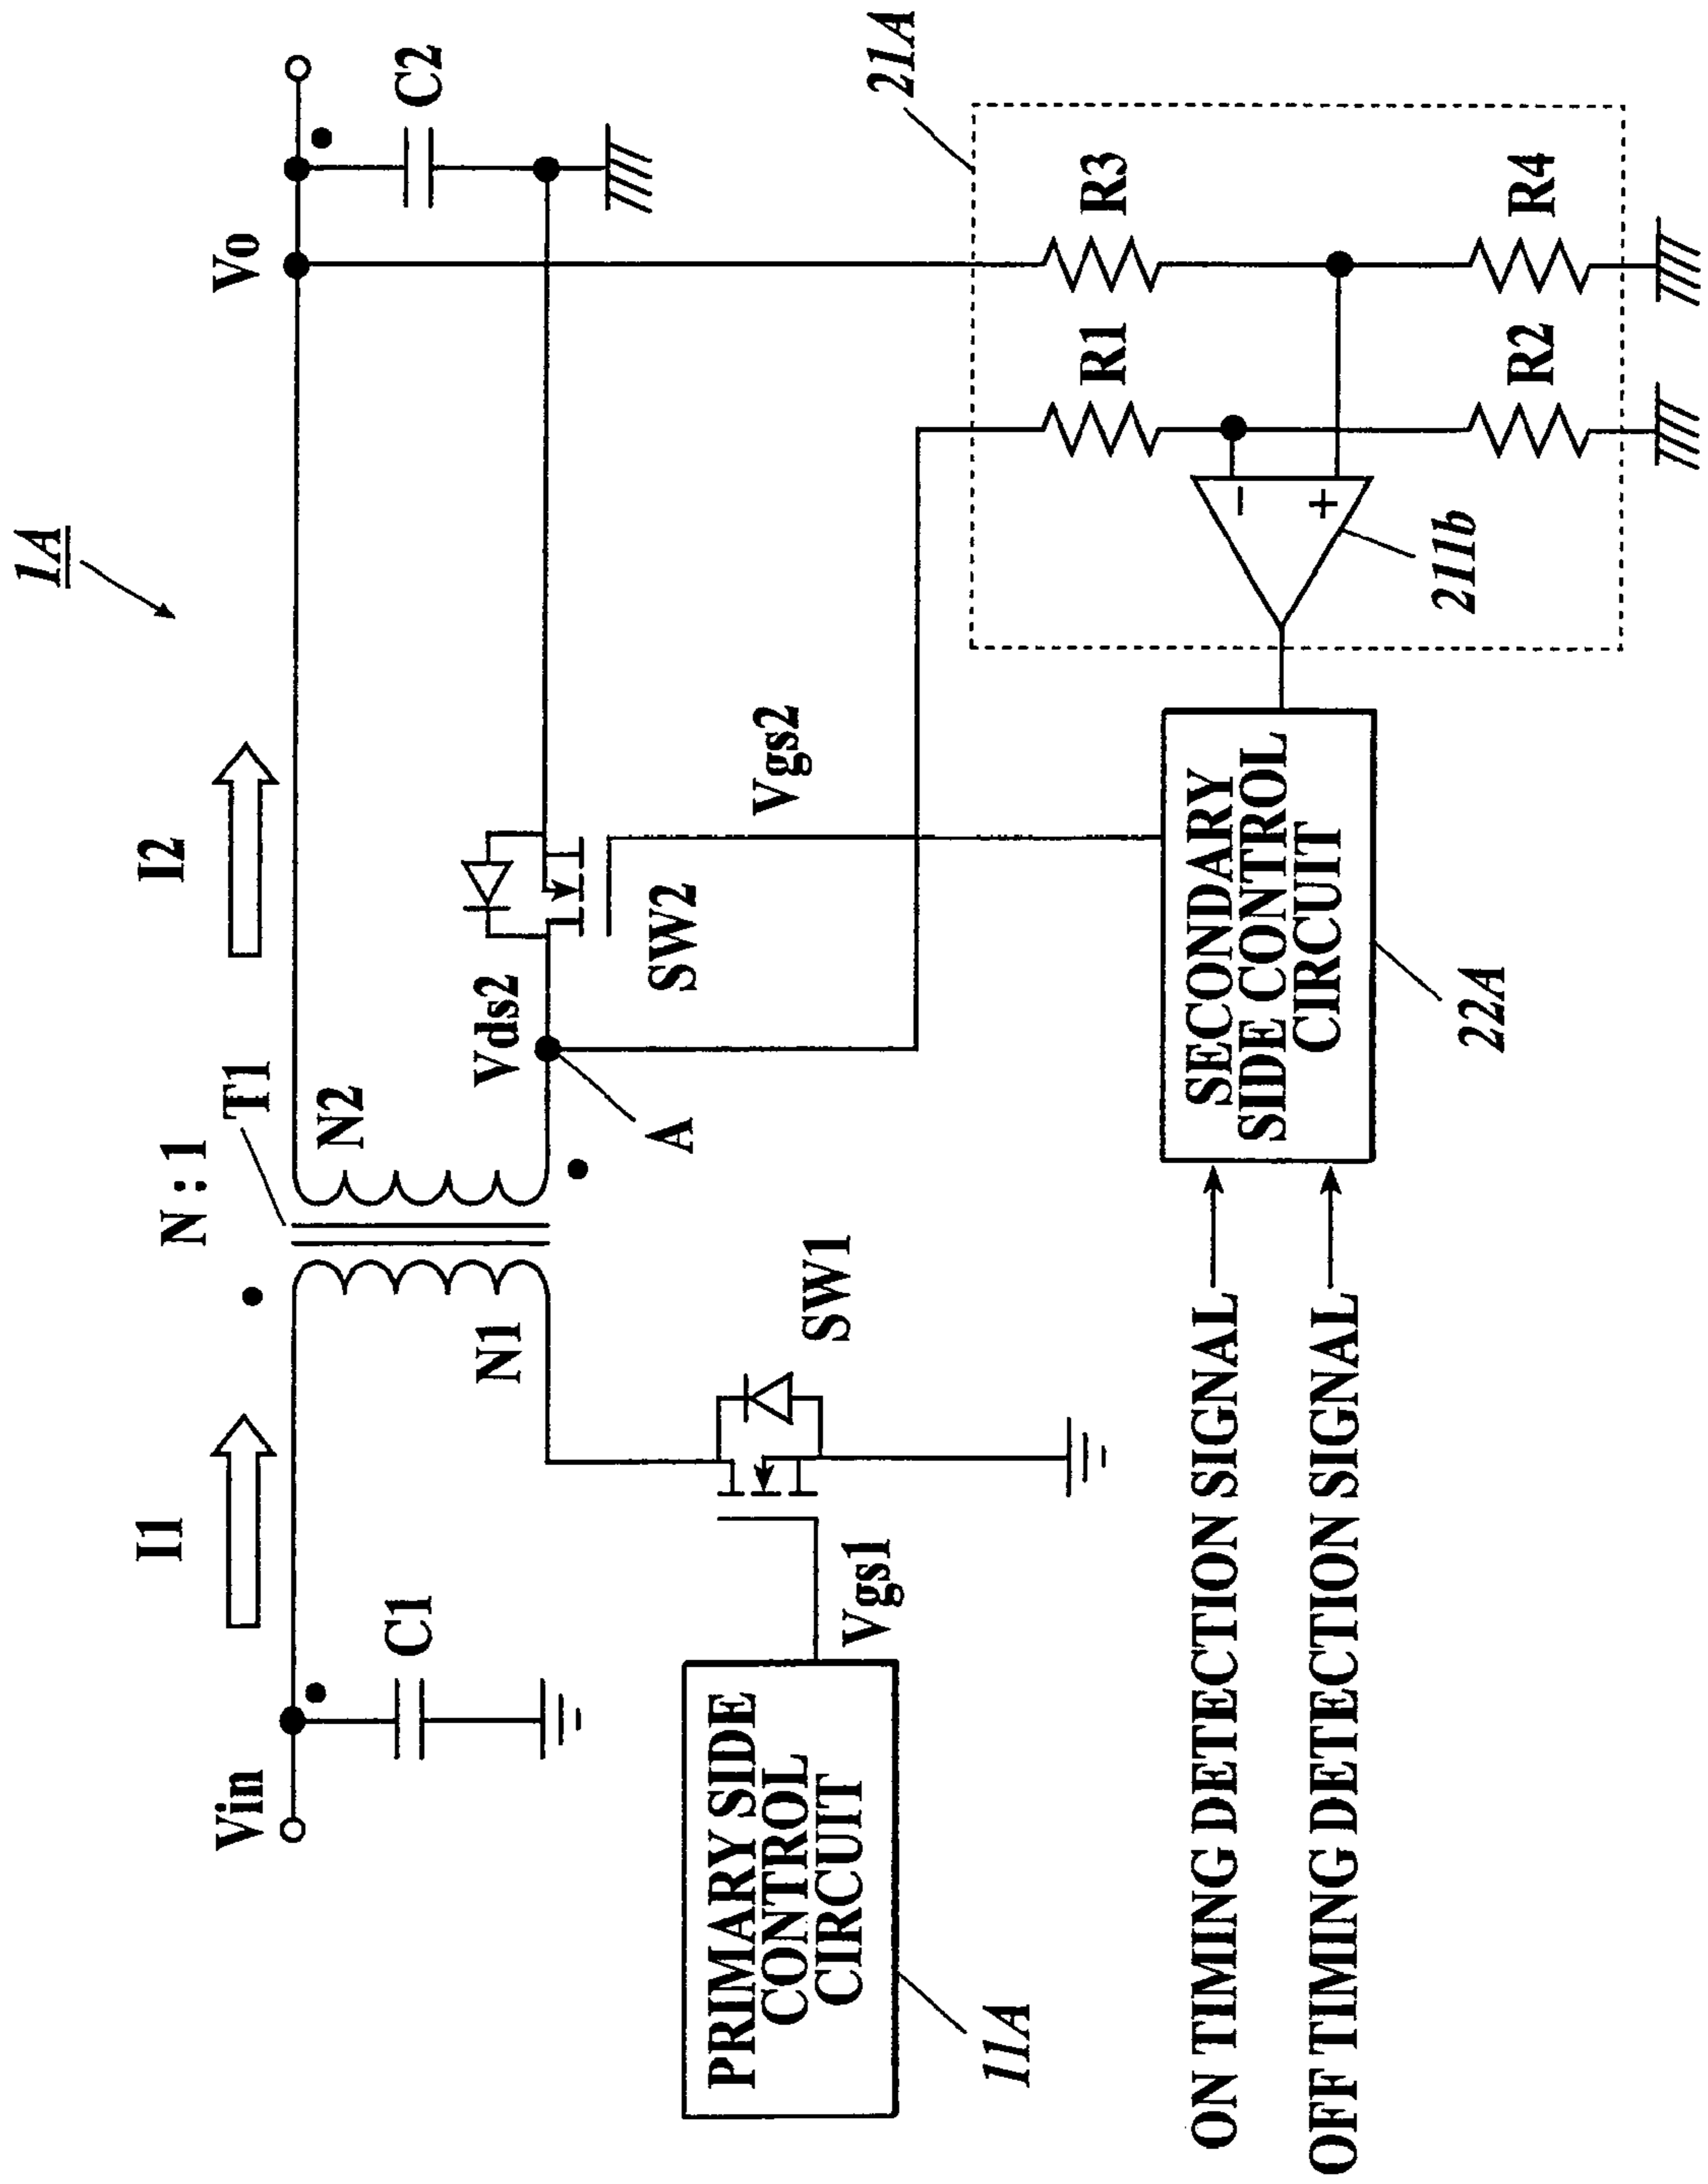 1A
Vin
I1
C1
N : 1
T1
N1
N2
I2
Vo
C2
Vds2
A
SW2
Vgs2
SW1
Vgs1
PRIMARY SIDE
CONTROL
CIRCUIT
11A
21A
R1
R3
R2
R4
−
+
211b
SECONDARY
SIDE CONTROL
CIRCUIT
22A
ON TIMING DETECTION SIGNAL
OFF TIMING DETECTION SIGNAL